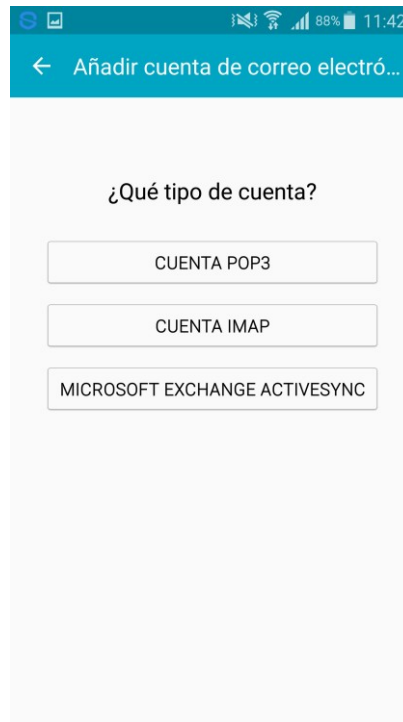 88% 11:42
Añadir cuenta de correo electró...
¿Qué tipo de cuenta?
CUENTA POP3
CUENTA IMAP
MICROSOFT EXCHANGE ACTIVESYNC